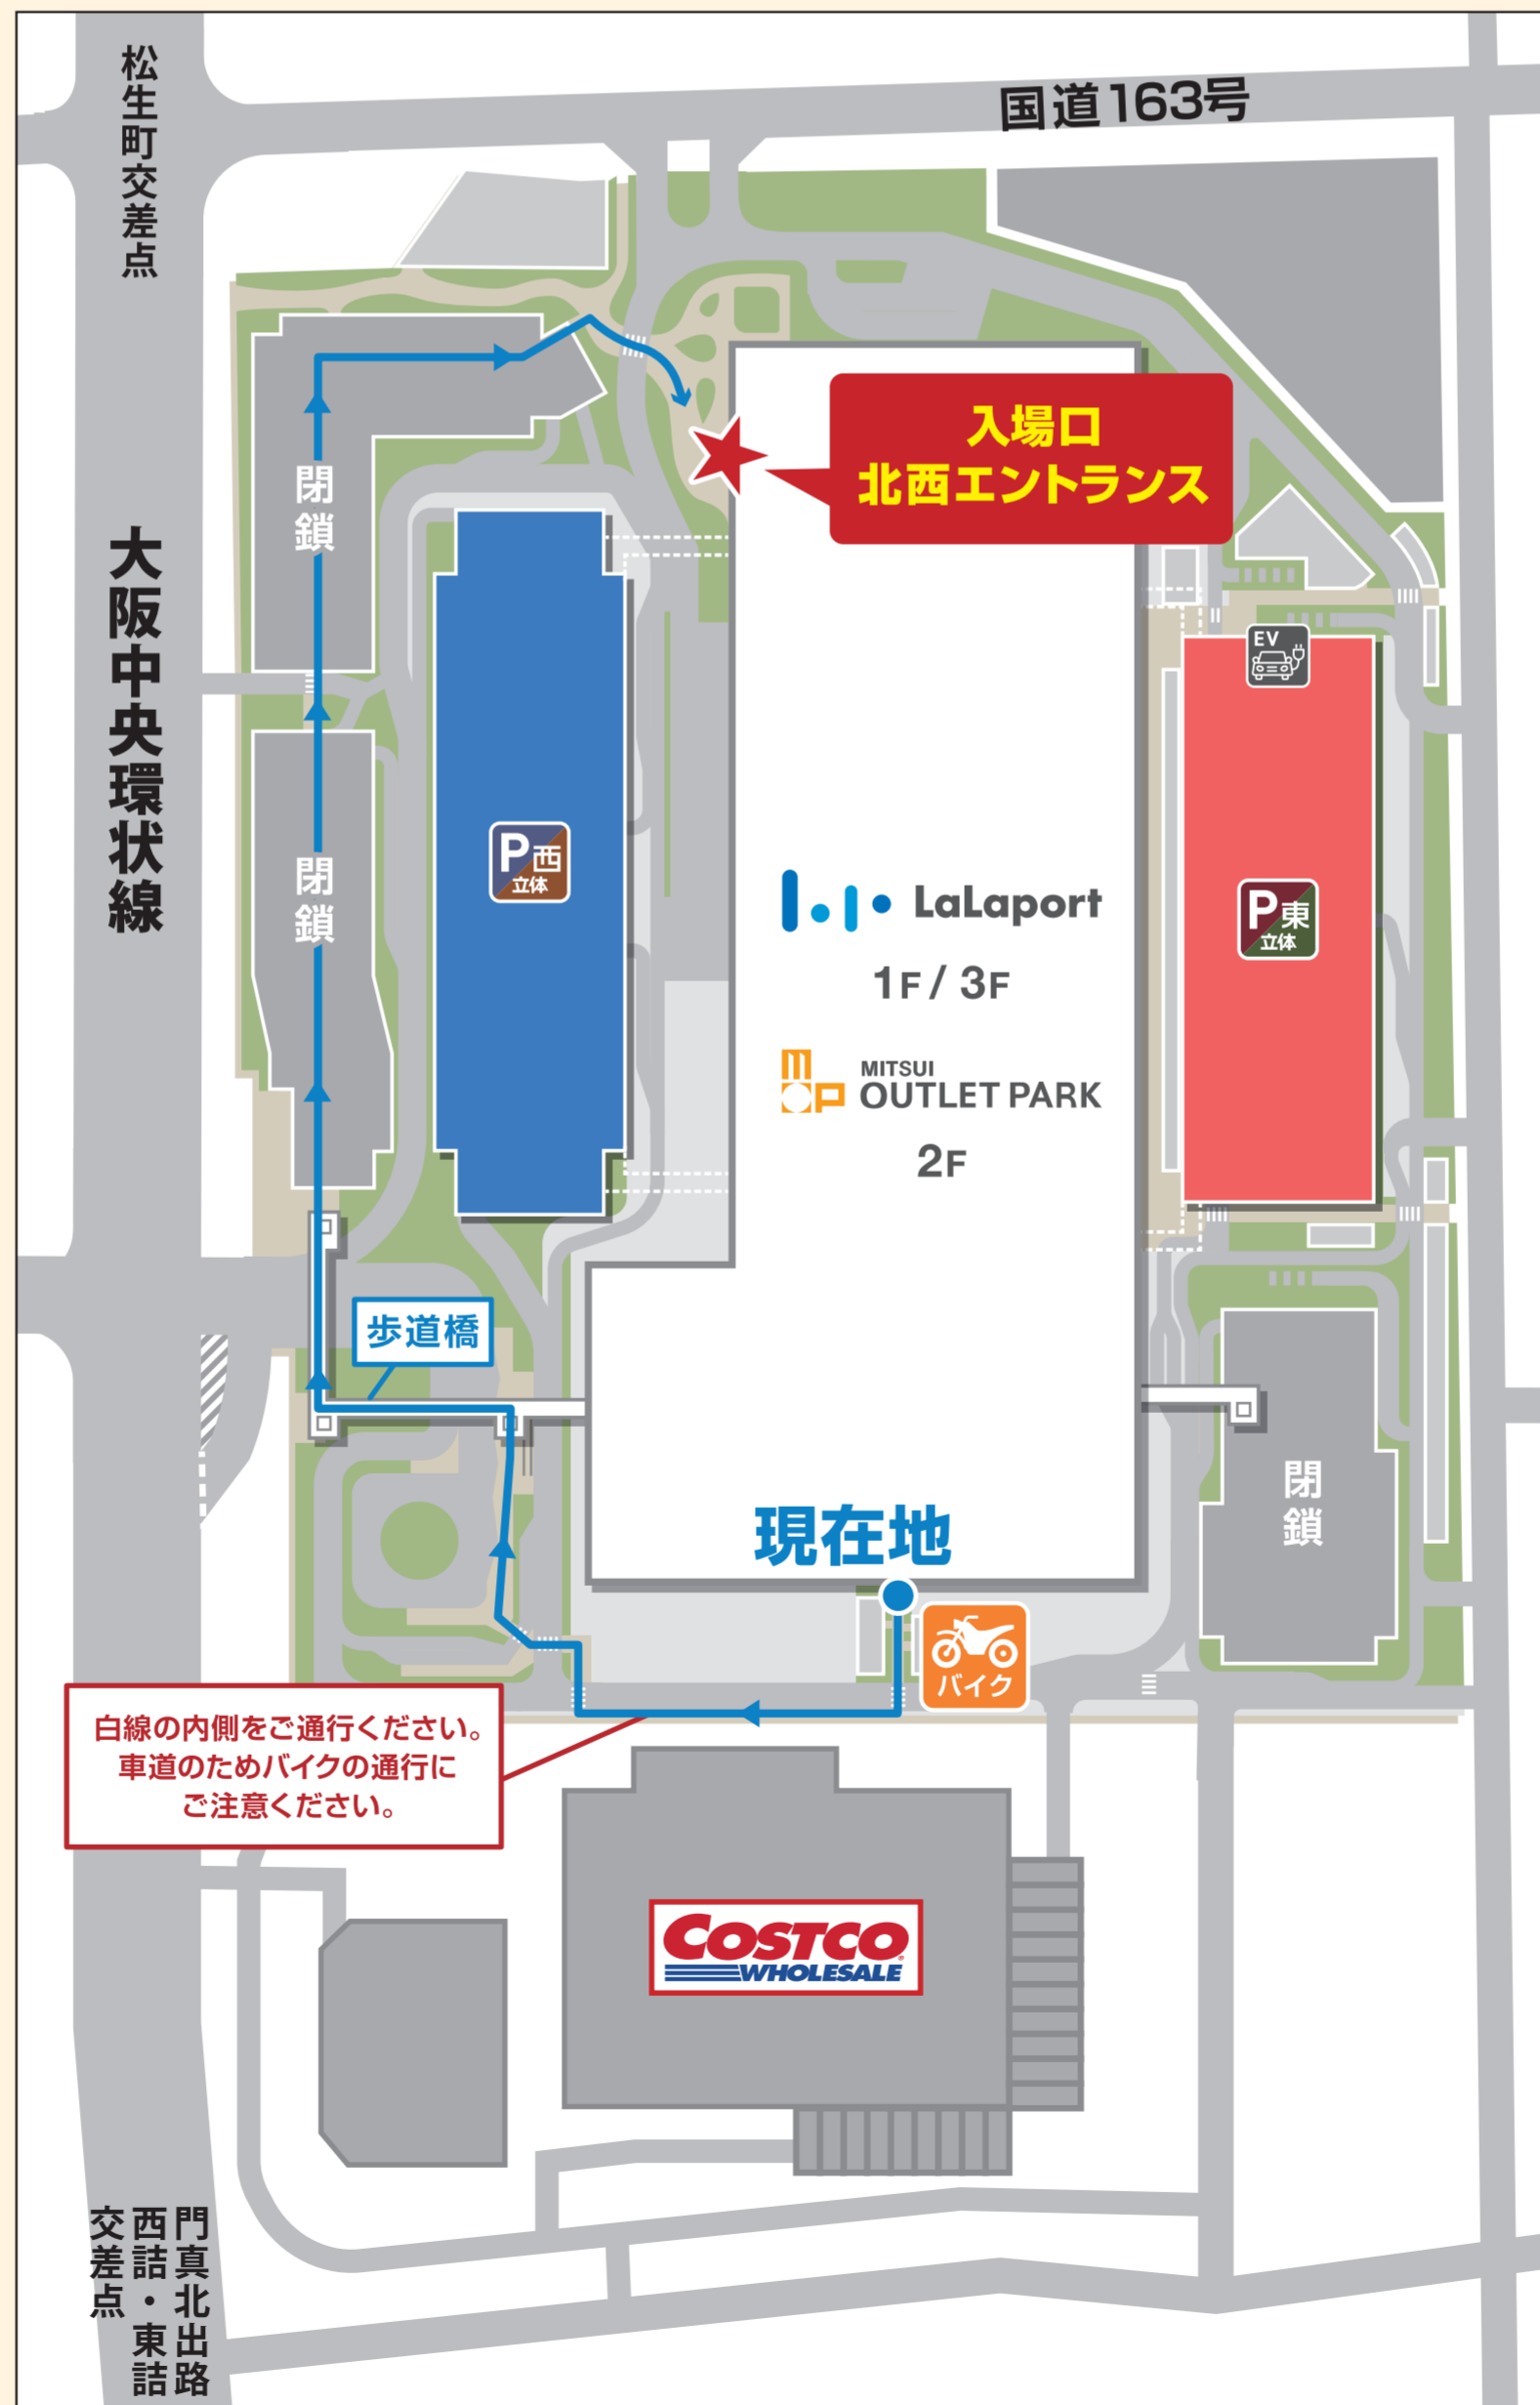 松生町交差点
国道163号
入場口
北西エントランス
閉鎖
大阪中央環状線
EV
P西
立体
閉鎖
P東
立体
LaLaport
1F / 3F
MITSUI
OUTLET PARK
2F
歩道橋
閉鎖
現在地
バイク
白線の内側をご通行ください。
車道のためバイクの通行に
ご注意ください。
COSTCO
WHOLESALE
門真北出路
西詰・東詰
交差点